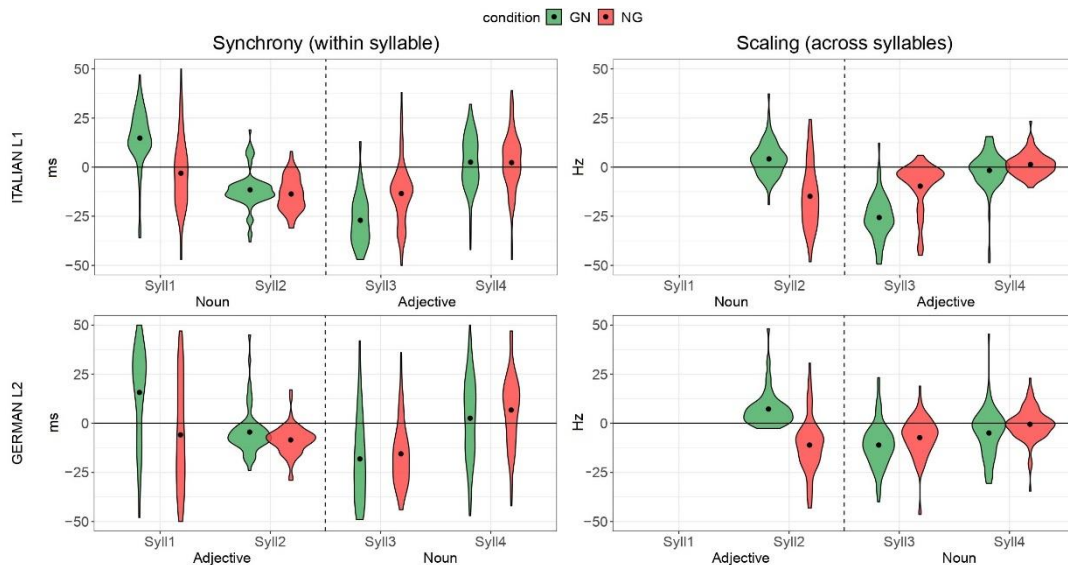 condition GN NG
Synchrony (within syllable)
Scaling (across syllables)
ITALIAN L1
ms
50
25
0
−25
−50
Syll1 Syll2 Syll3 Syll4
Noun Adjective
Hz
50
25
0
−25
−50
Syll1 Syll2 Syll3 Syll4
Noun Adjective
GERMAN L2
ms
50
25
0
−25
−50
Syll1 Syll2 Syll3 Syll4
Adjective Noun
Hz
50
25
0
−25
−50
Syll1 Syll2 Syll3 Syll4
Adjective Noun